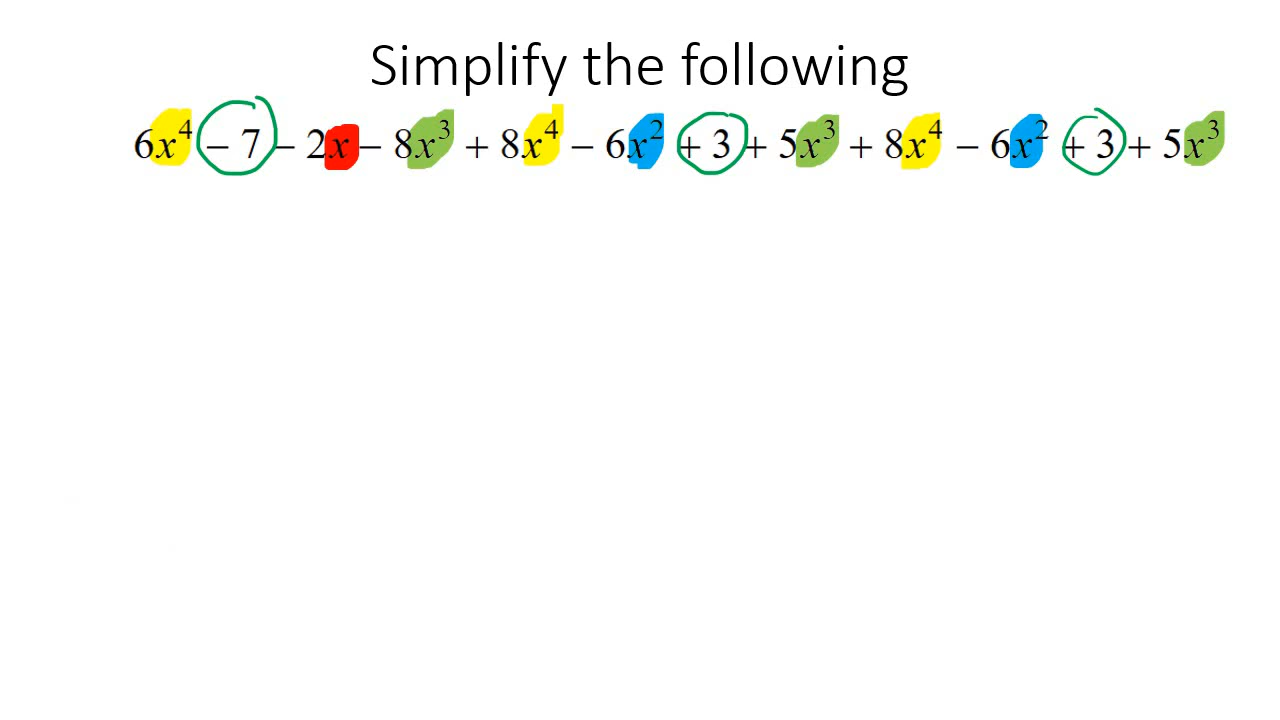 Simplify the following
6x⁴ − 7 − 2x − 8x³ + 8x⁴ − 6x² + 3 + 5x³ + 8x⁴ − 6x² + 3 + 5x³